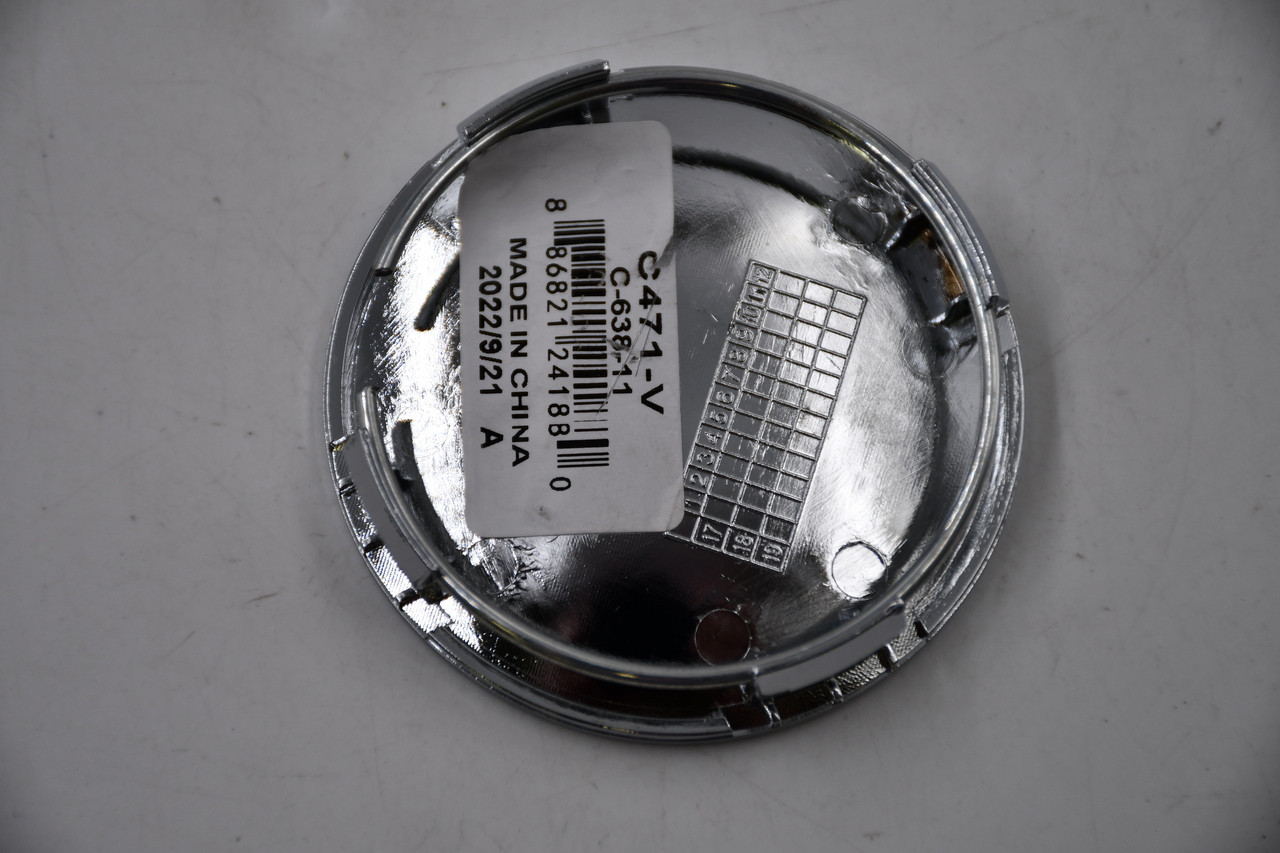 C471-V
C-638-11
8 86821 24188 0
MADE IN CHINA
2022/9/21 A
1 2 3 4 5 6 7 8 9 10 11 12
17 18 19